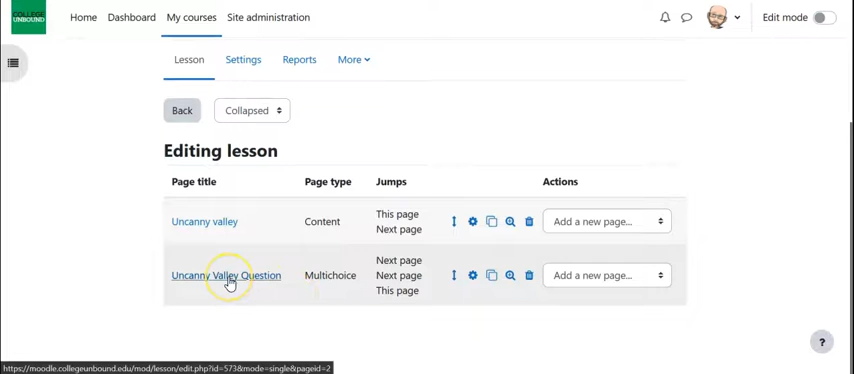 COLLEGE
UNBOUND
Home Dashboard My courses Site administration Edit mode
Lesson Settings Reports More
Back Collapsed
Editing lesson
Page title Page type Jumps Actions
Uncanny valley Content This page Add a new page...
Next page
Next page
Uncanny Valley Question Multichoice Next page Add a new page...
This page
?
https://moodle.collegeunbound.edu/mod/lesson/edit.php?id=573&mode=single&pageid=2